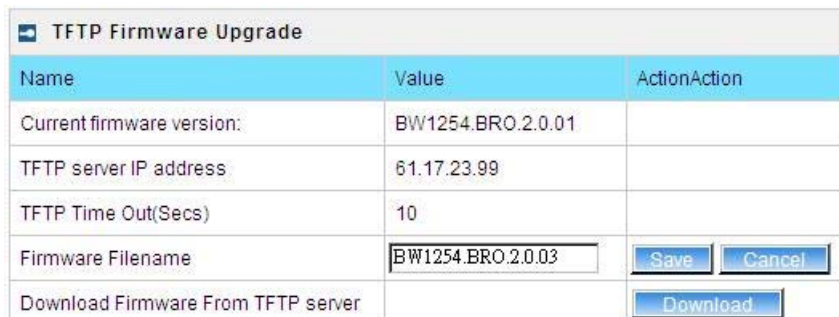 TFTP Firmware Upgrade
Name Value ActionAction
Current firmware version: BW1254.BRO.2.0.01
TFTP server IP address 61.17.23.99
TFTP Time Out(Secs) 10
Firmware Filename BW1254.BRO.2.0.03 Save Cancel
Download Firmware From TFTP server Download